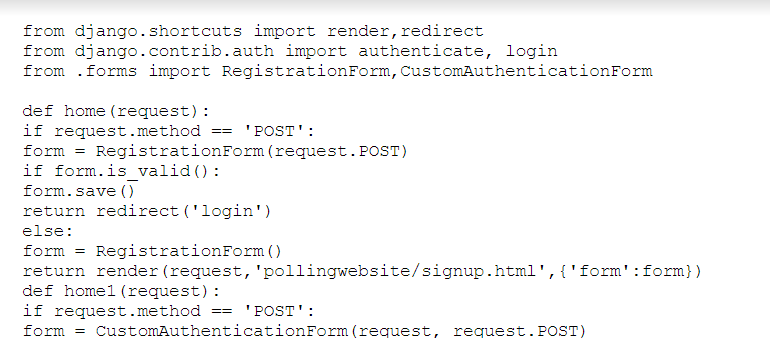 from django.shortcuts import render,redirect
from django.contrib.auth import authenticate, login
from .forms import RegistrationForm,CustomAuthenticationForm
def home(request):
if request.method == 'POST':
form = RegistrationForm(request.POST)
if form.is_valid():
form.save()
return redirect('login')
else:
form = RegistrationForm()
return render(request,'pollingwebsite/signup.html',{'form':form})
def home1(request):
if request.method == 'POST':
form = CustomAuthenticationForm(request, request.POST)